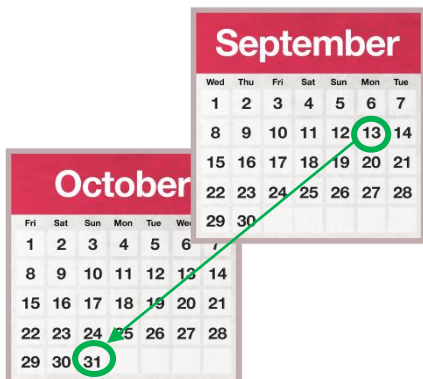 September
Wed Thu Fri Sat Sun Mon Tue
1 2 3 4 5 6 7
8 9 10 11 12 13 14
15 16 17 18 19 20 21
22 23 24 25 26 27 28
29 30
October
Fri Sat Sun Mon Tue Wed
1 2 3 4 5 6 7
8 9 10 11 12 13 14
15 16 17 18 19 20 21
22 23 24 25 26 27 28
29 30 31